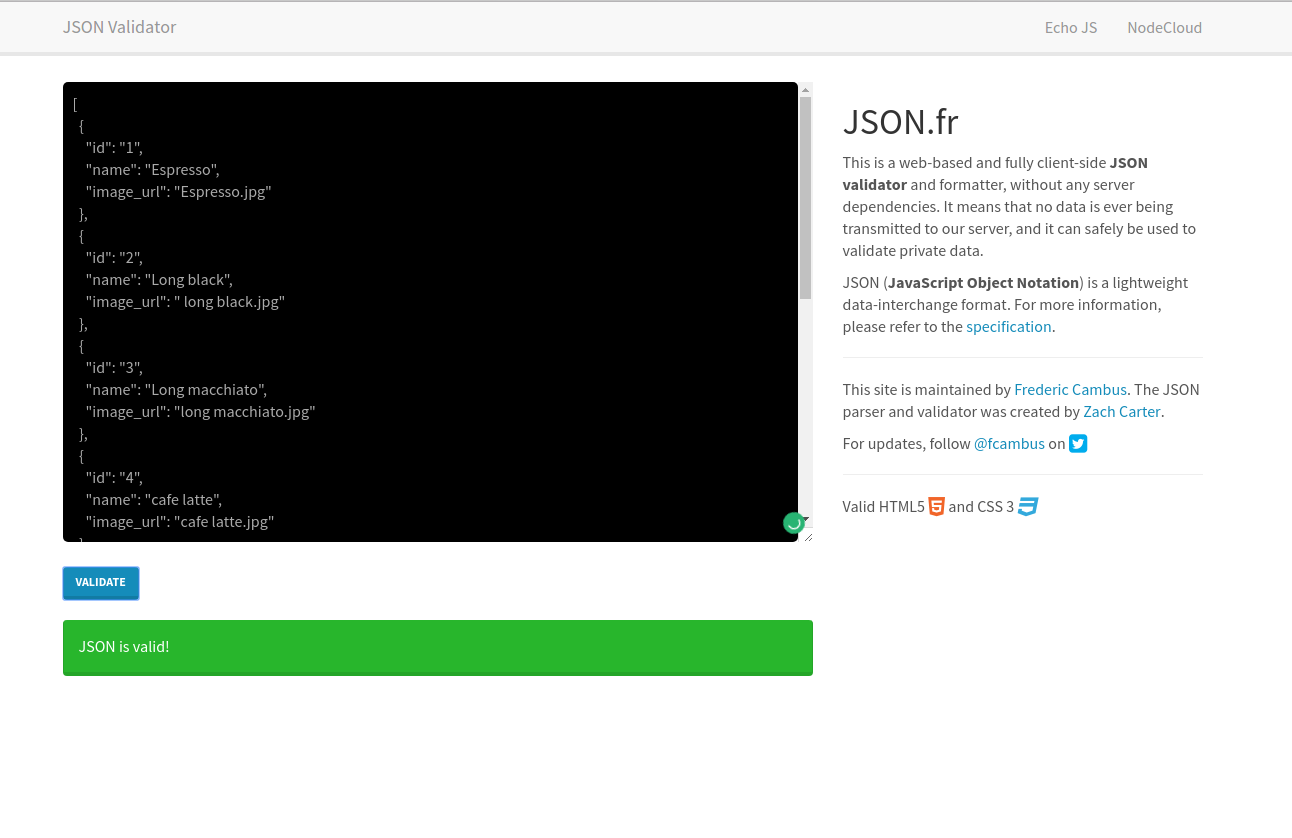 JSON Validator
Echo JS
NodeCloud
[
{
"id": "1",
"name": "Espresso",
"image_url": "Espresso.jpg"
},
{
"id": "2",
"name": "Long black",
"image_url": " long black.jpg"
},
{
"id": "3",
"name": "Long macchiato",
"image_url": "long macchiato.jpg"
},
{
"id": "4",
"name": "cafe latte",
"image_url": "cafe latte.jpg"
VALIDATE
JSON is valid!
JSON.fr
This is a web-based and fully client-side JSON
validator and formatter, without any server
dependencies. It means that no data is ever being
transmitted to our server, and it can safely be used to
validate private data.
JSON (JavaScript Object Notation) is a lightweight
data-interchange format. For more information,
please refer to the specification.
This site is maintained by Frederic Cambus. The JSON
parser and validator was created by Zach Carter.
For updates, follow @fcambus on
Valid HTML5 and CSS 3